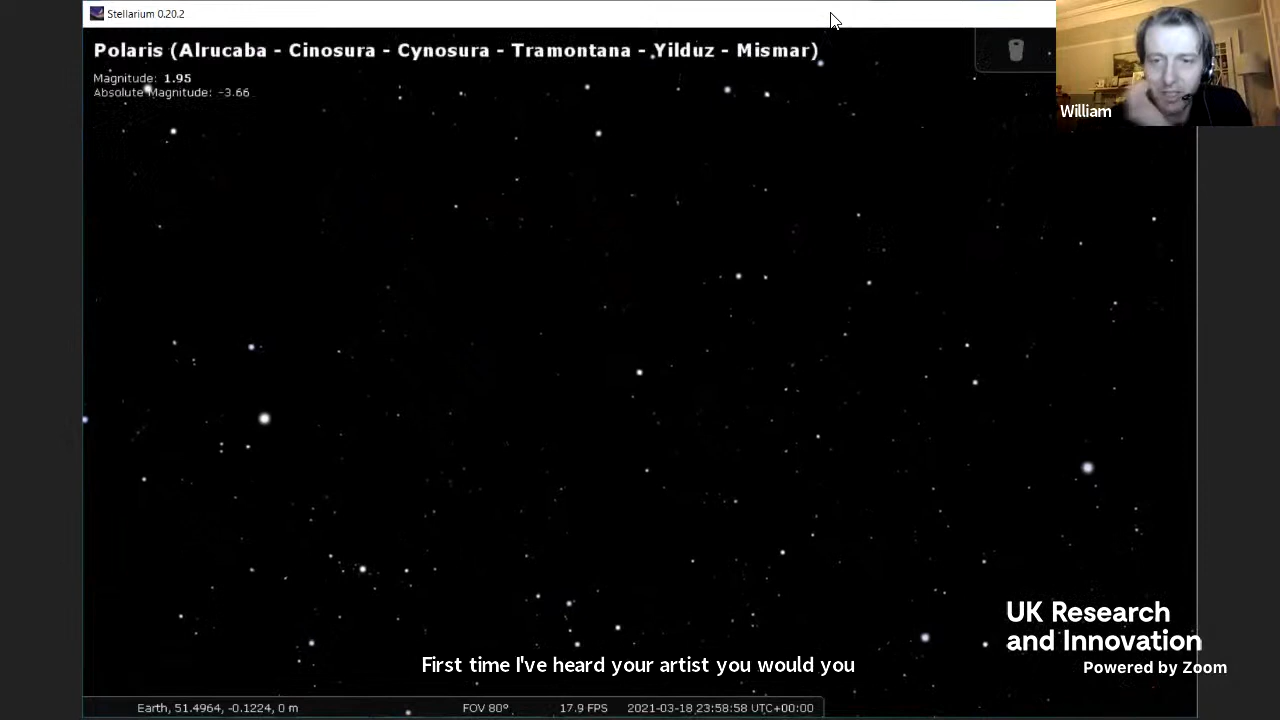 Stellarium 0.20.2
Polaris (Alrucaba - Cinosura - Cynosura - Tramontana - Yilduz - Mismar)
Magnitude: 1.95
Absolute Magnitude: -3.66
William
UK Research
and Innovation
First time I've heard your artist you would you
Powered by Zoom
Earth, 51.4964, -0.1224, 0 m
FOV 80°
17.9 FPS
2021-03-18 23:58:58 UTC+00:00